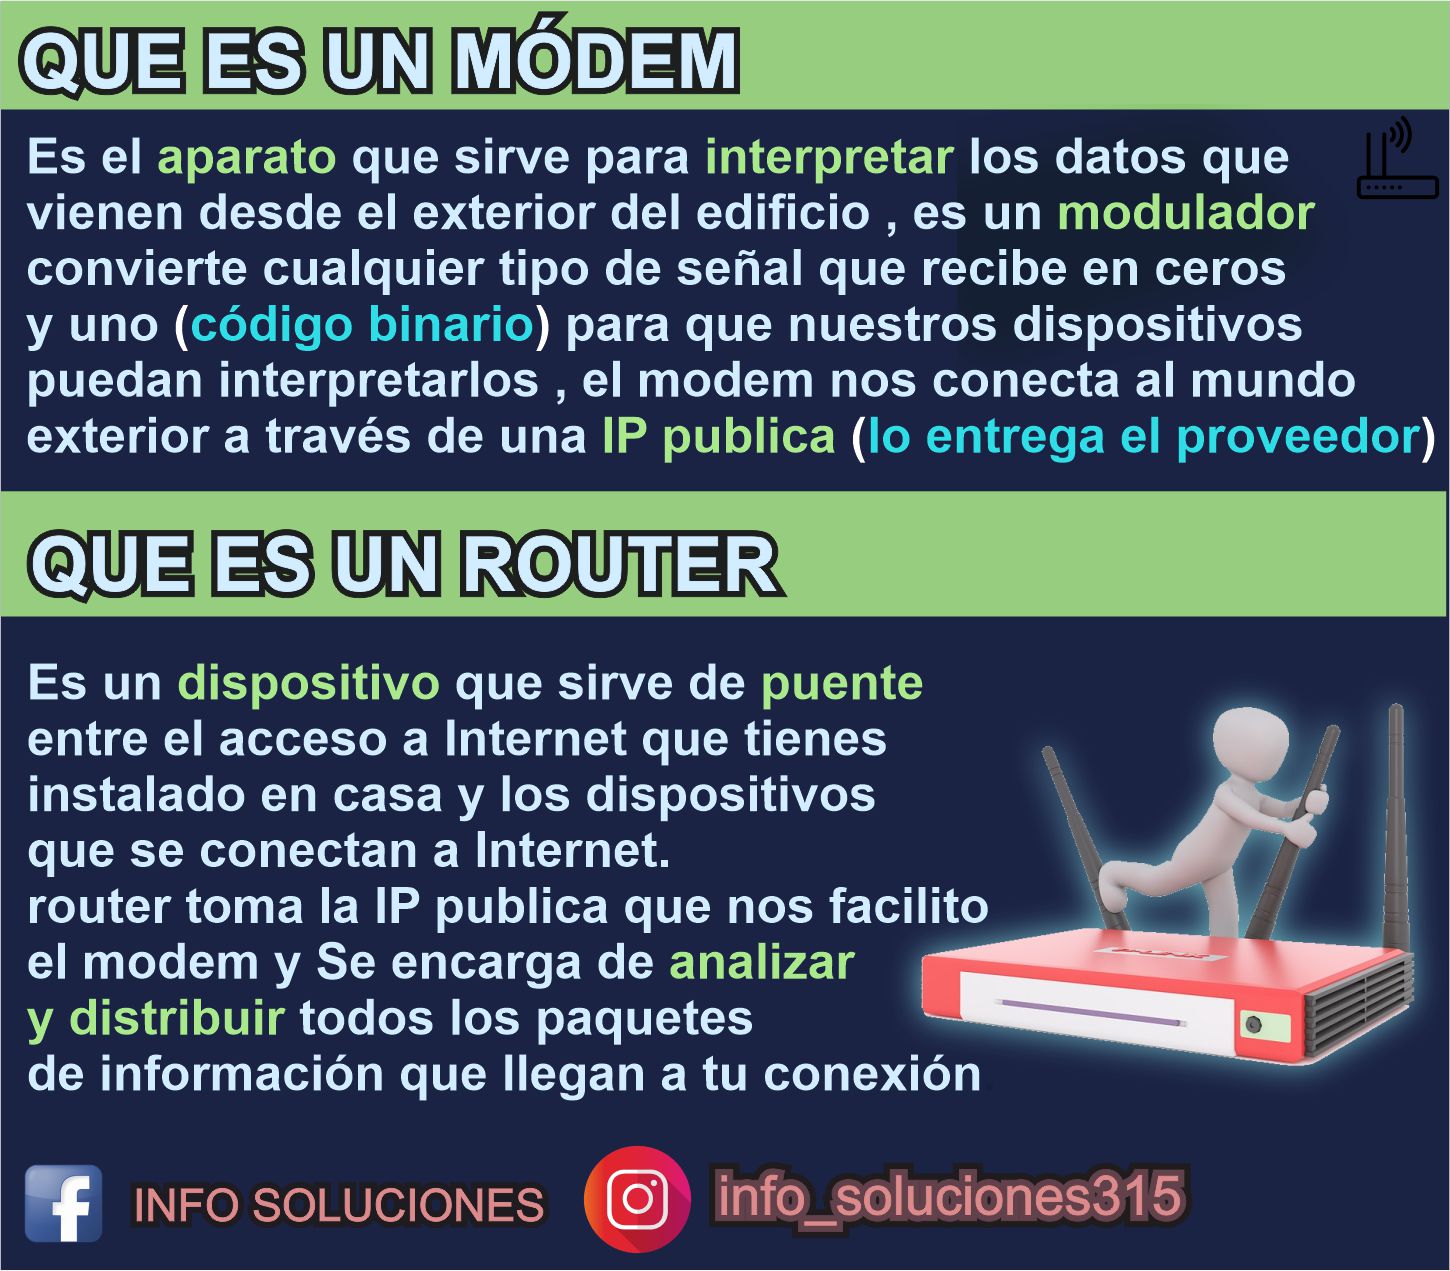 QUE ES UN MÓDEM
Es el aparato que sirve para interpretar los datos que
vienen desde el exterior del edificio , es un modulador
convierte cualquier tipo de señal que recibe en ceros
y uno (código binario) para que nuestros dispositivos
puedan interpretarlos , el modem nos conecta al mundo
exterior a través de una IP publica (lo entrega el proveedor)
QUE ES UN ROUTER
Es un dispositivo que sirve de puente
entre el acceso a Internet que tienes
instalado en casa y los dispositivos
que se conectan a Internet.
router toma la IP publica que nos facilito
el modem y Se encarga de analizar
y distribuir todos los paquetes
de información que llegan a tu conexión
INFO SOLUCIONES
info_soluciones315